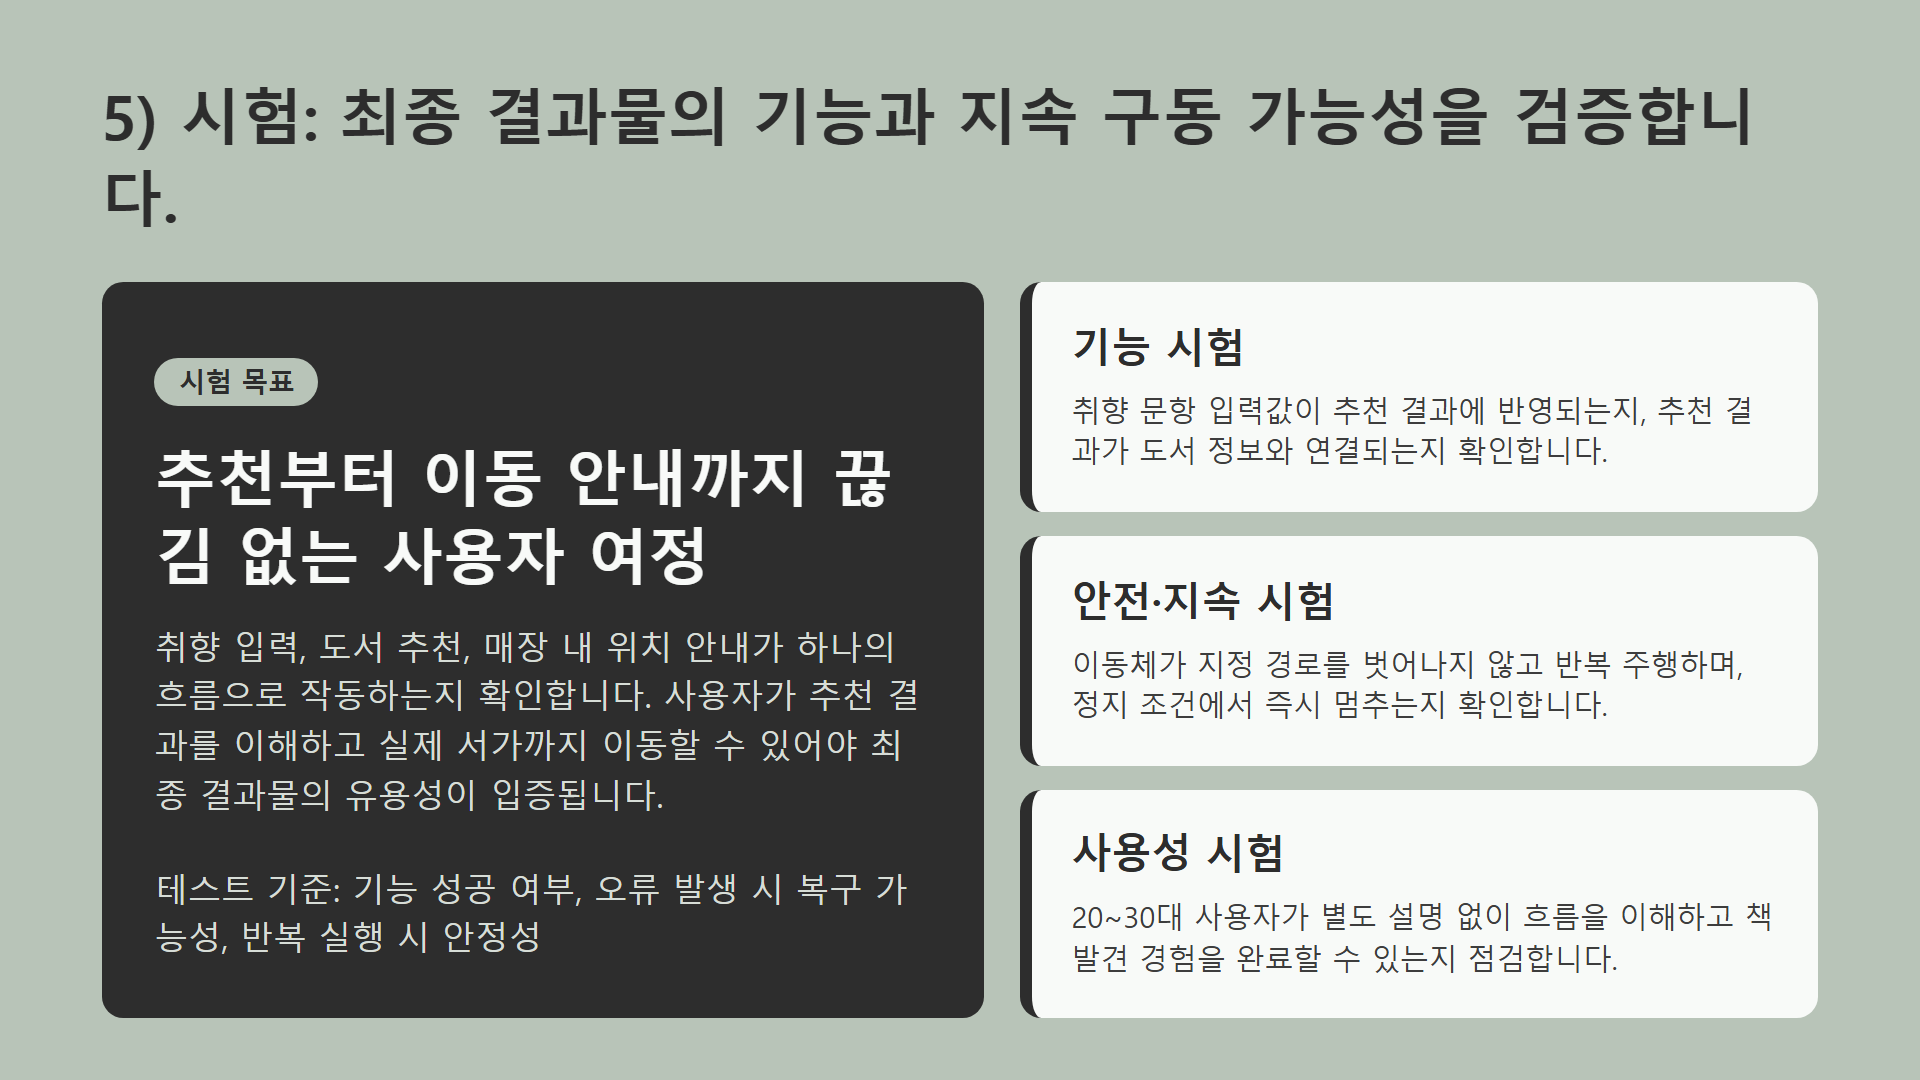 5) 시험: 최종 결과물의 기능과 지속 구동 가능성을 검증합니
다.
시험 목표
추천부터 이동 안내까지 끊
김 없는 사용자 여정
취향 입력, 도서 추천, 매장 내 위치 안내가 하나의
흐름으로 작동하는지 확인합니다. 사용자가 추천 결
과를 이해하고 실제 서가까지 이동할 수 있어야 최
종 결과물의 유용성이 입증됩니다.
테스트 기준: 기능 성공 여부, 오류 발생 시 복구 가
능성, 반복 실행 시 안정성
기능 시험
취향 문항 입력값이 추천 결과에 반영되는지, 추천 결
과가 도서 정보와 연결되는지 확인합니다.
안전·지속 시험
이동체가 지정 경로를 벗어나지 않고 반복 주행하며,
정지 조건에서 즉시 멈추는지 확인합니다.
사용성 시험
20~30대 사용자가 별도 설명 없이 흐름을 이해하고 책
발견 경험을 완료할 수 있는지 점검합니다.